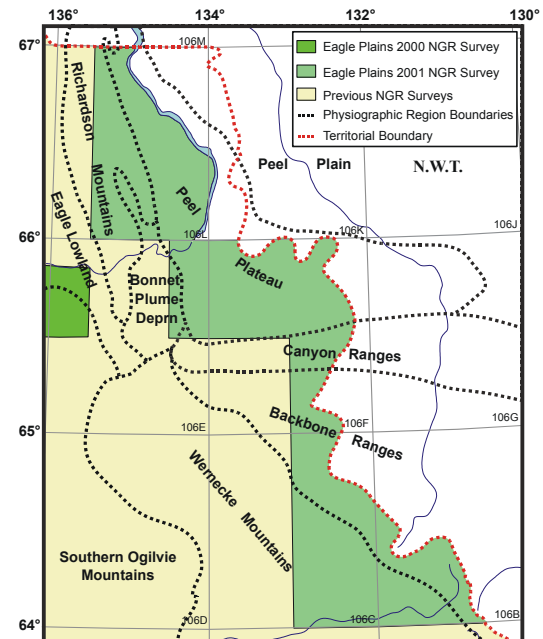 136°
134°
132°
130°
67°
106M
Eagle Plains 2000 NGR Survey
Eagle Plains 2001 NGR Survey
Previous NGR Surveys
Physiographic Region Boundaries
Territorial Boundary
Richardson
Mountains
Peel Plain
N.W.T.
Eagle Lowland
Peel
Plateau
66°
106L
106K
106J
Bonnet
Plume
Deprn
Canyon Ranges
Backbone Ranges
65°
106E
106F
106G
Wernecke Mountains
Southern Ogilvie
Mountains
64°
106D
106C
106B